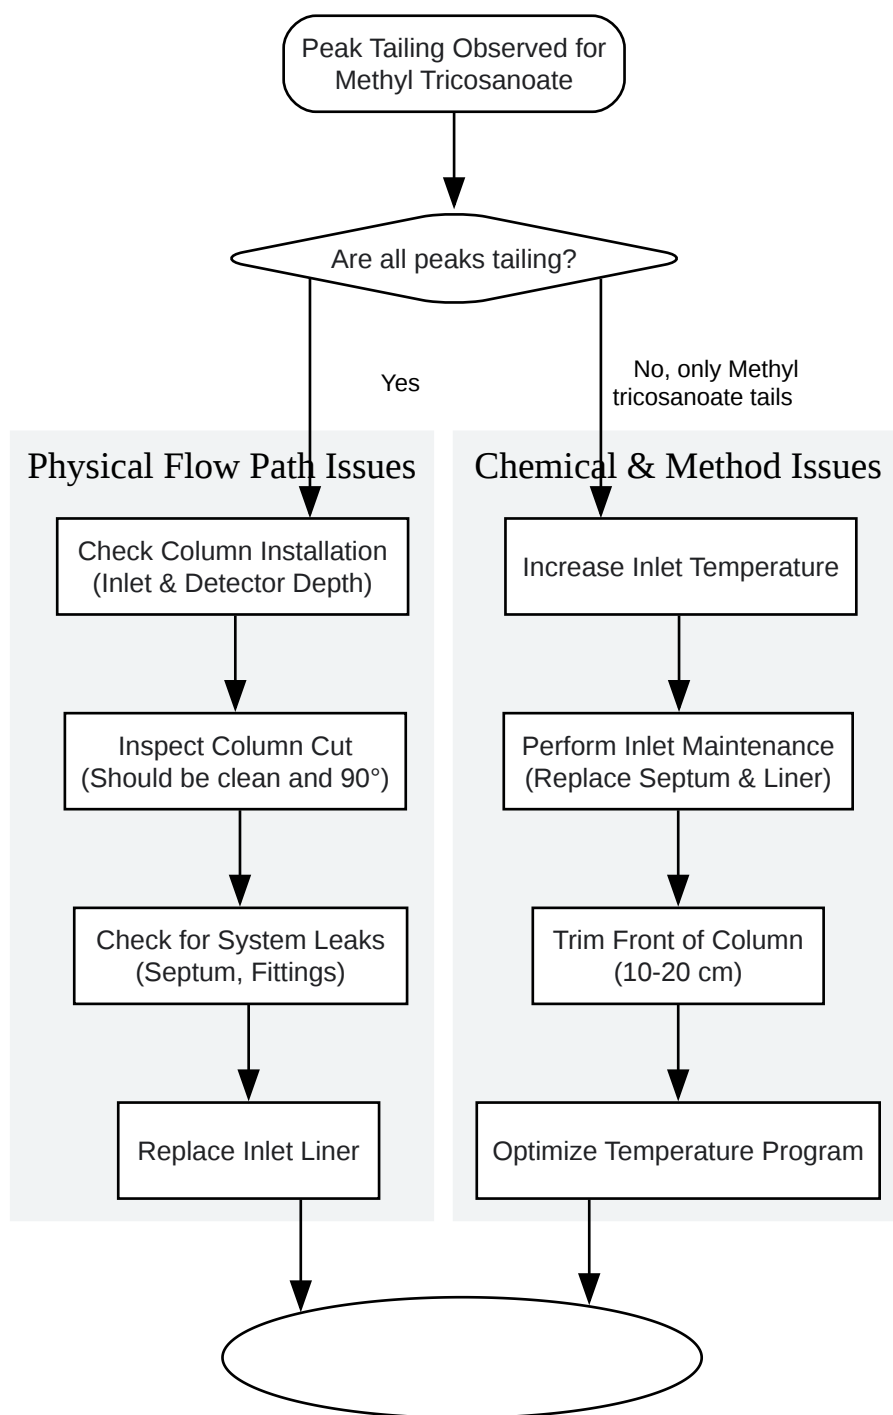 Peak Tailing Observed for
Methyl Tricosanoate
Are all peaks tailing?
Yes
No, only Methyl
tricosanoate tails
Physical Flow Path Issues
Check Column Installation
(Inlet & Detector Depth)
Inspect Column Cut
(Should be clean and 90°)
Check for System Leaks
(Septum, Fittings)
Replace Inlet Liner
Chemical & Method Issues
Increase Inlet Temperature
Perform Inlet Maintenance
(Replace Septum & Liner)
Trim Front of Column
(10-20 cm)
Optimize Temperature Program